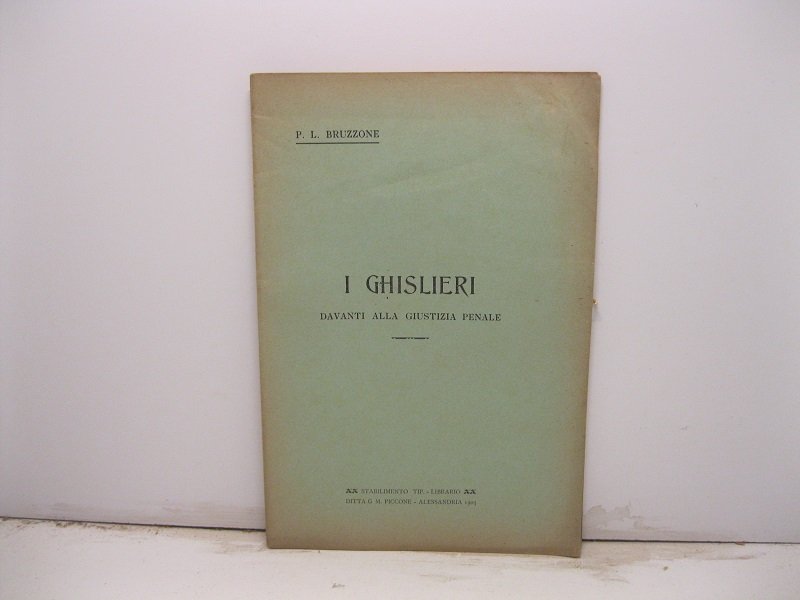 P. L. BRUZZONE
I GHISLIERI
DAVANTI ALLA GIUSTIZIA PENALE
STABILIMENTO TIP. - LIBRARIO
DITTA G. M. PICCONE - ALESSANDRIA